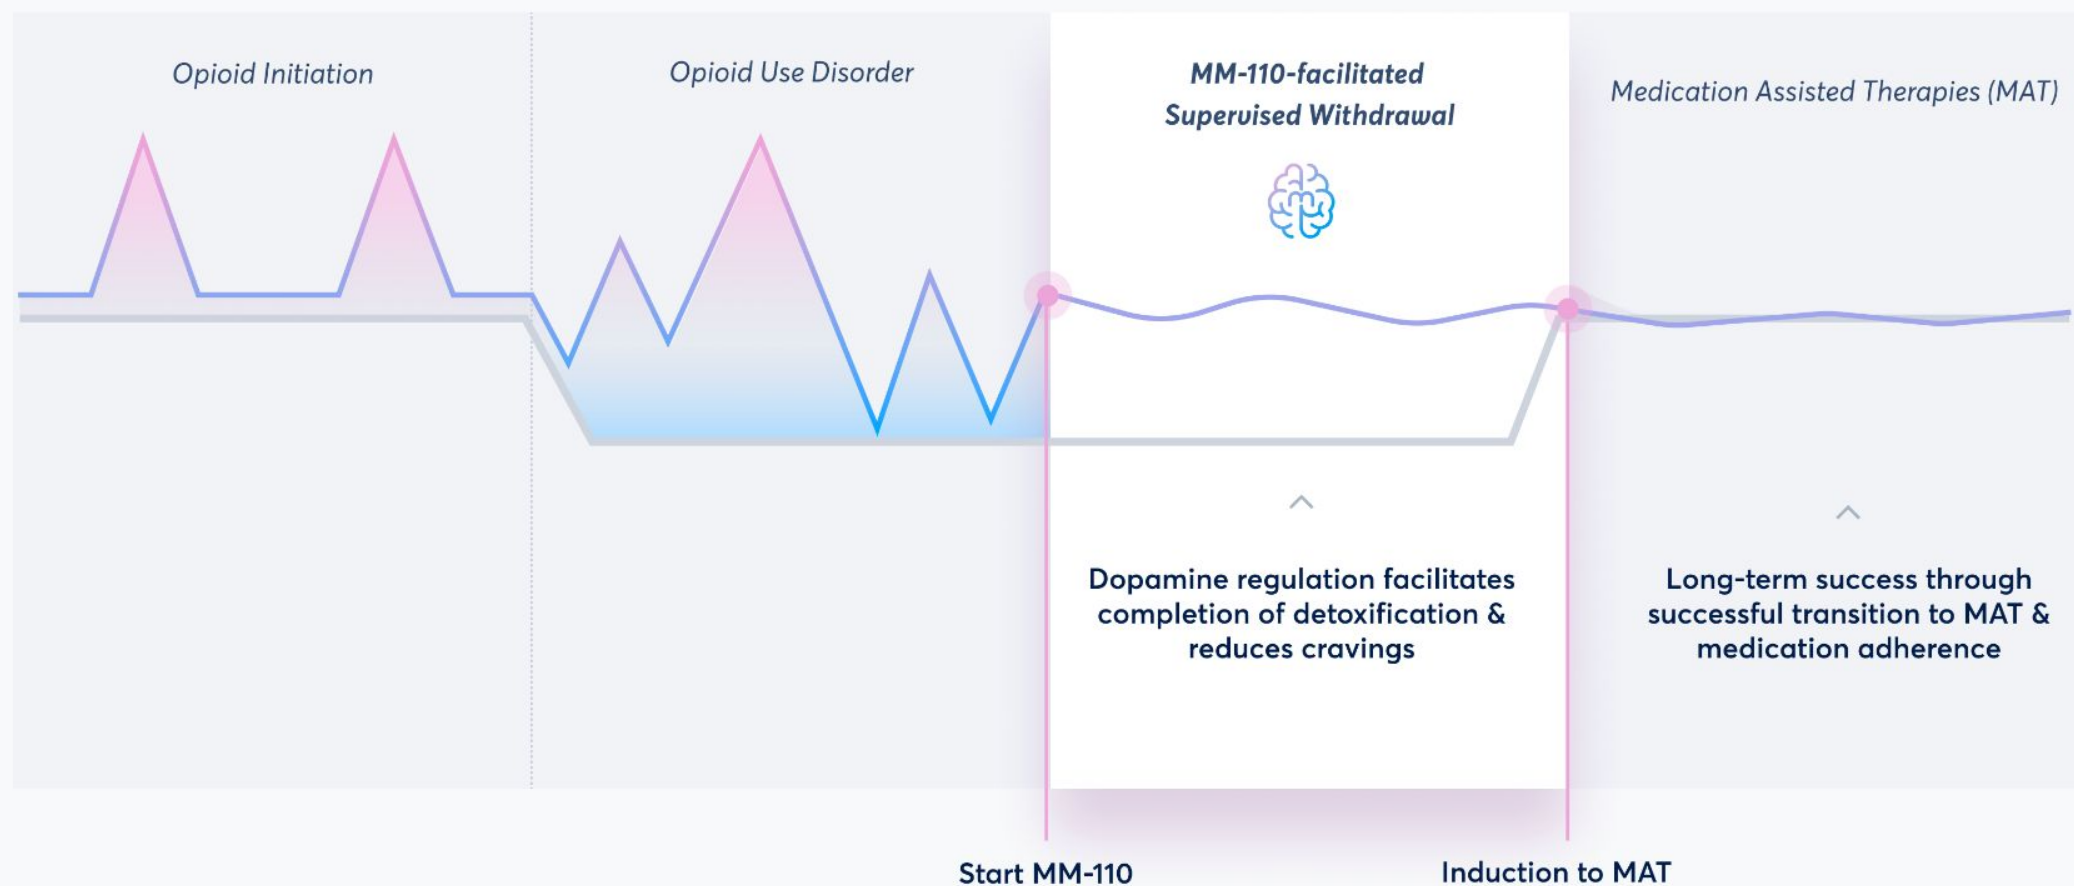 Opioid Initiation
Opioid Use Disorder
MM-110-facilitated
Supervised Withdrawal
Medication Assisted Therapies (MAT)
Dopamine regulation facilitates
completion of detoxification &
reduces cravings
Long-term success through
successful transition to MAT &
medication adherence
Start MM-110
Induction to MAT